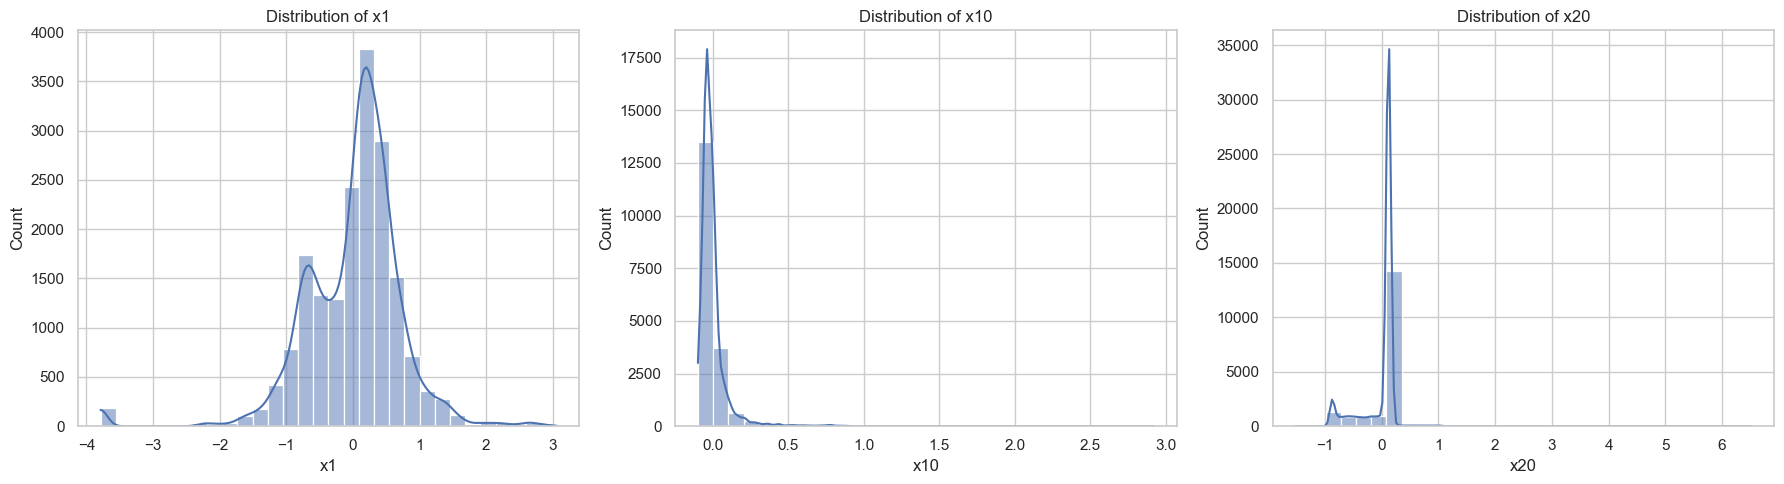 Distribution of x1
4000
3500
3000
2500
2000
1500
1000
500
0
Count
−4 −3 −2 −1 0 1 2 3
x1
Distribution of x10
17500
15000
12500
10000
7500
5000
2500
0
Count
0.0 0.5 1.0 1.5 2.0 2.5 3.0
x10
Distribution of x20
35000
30000
25000
20000
15000
10000
5000
0
Count
−1 0 1 2 3 4 5 6
x20